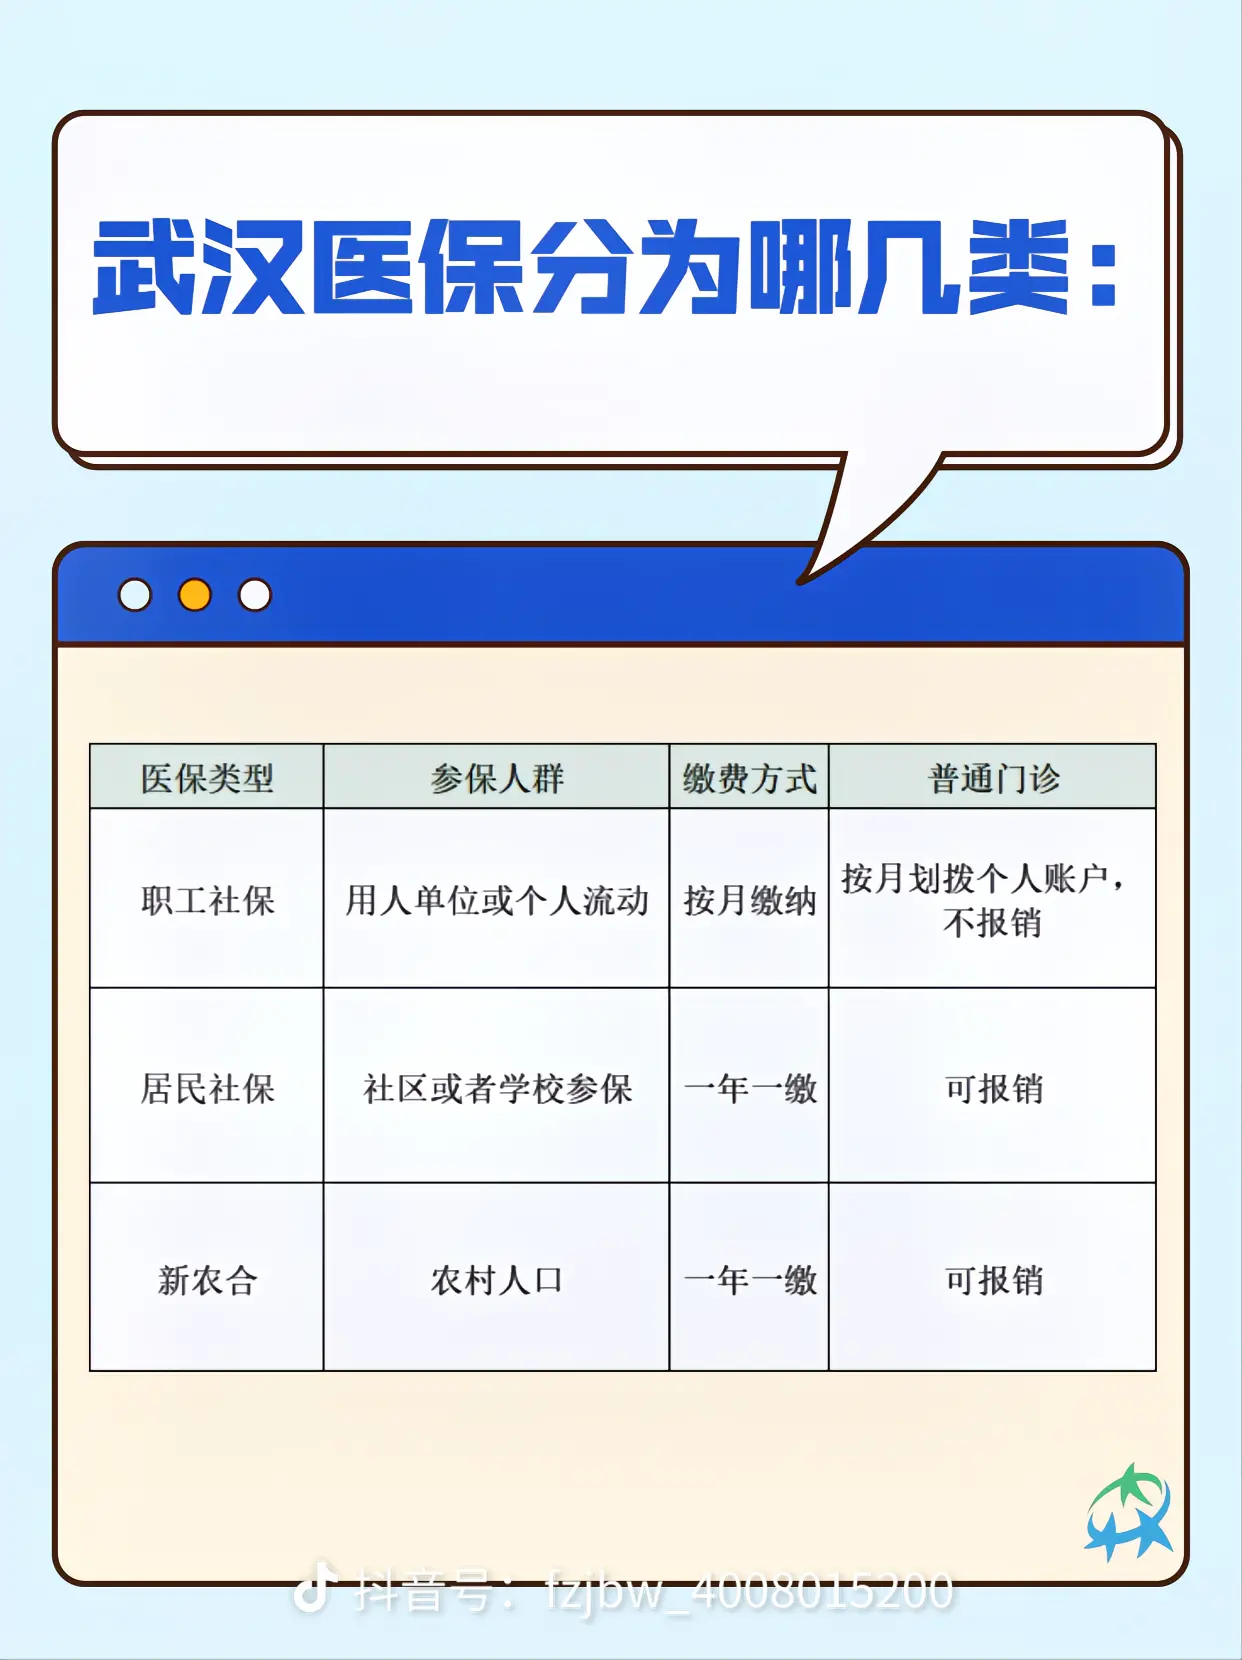 武汉医保分为哪几类：
医保类型 参保人群 缴费方式 普通门诊
职工社保 用人单位或个人流动 按月缴纳 按月划拨个人账户，
不报销
居民社保 社区或者学校参保 一年一缴 可报销
新农合 农村人口 一年一缴 可报销
抖音号：fzjbw_4008015200